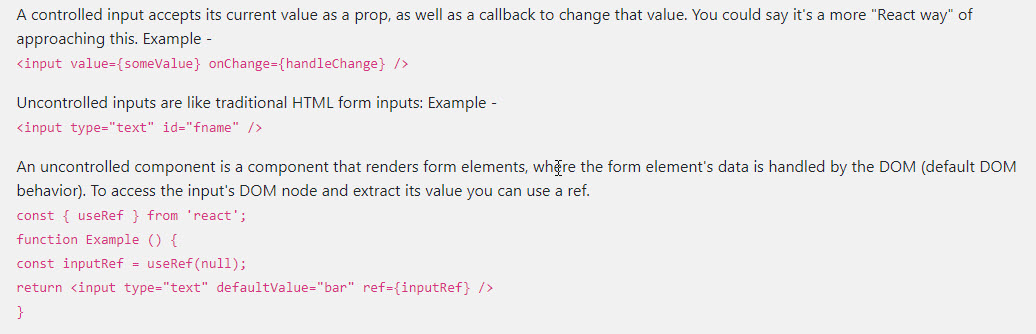 A controlled input accepts its current value as a prop, as well as a callback to change that value. You could say it's a more "React way" of
approaching this. Example -
<input value={someValue} onChange={handleChange} />
Uncontrolled inputs are like traditional HTML form inputs: Example -
<input type="text" id="fname" />
An uncontrolled component is a component that renders form elements, where the form element's data is handled by the DOM (default DOM
behavior). To access the input's DOM node and extract its value you can use a ref.
const { useRef } from 'react';
function Example () {
const inputRef = useRef(null);
return <input type="text" defaultValue="bar" ref={inputRef} />
}